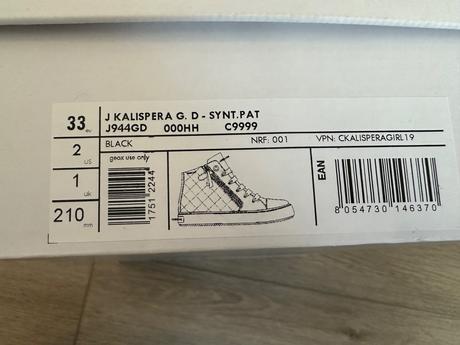 33 eu
J KALISPERA G. D - SYNT.PAT
J944GD 000HH C9999
2 us
BLACK NRF: 001 VPN: CKALISPERAGIRL19
geox use only
1 uk
EAN
210 mm
1751 2244
8 054730 146370